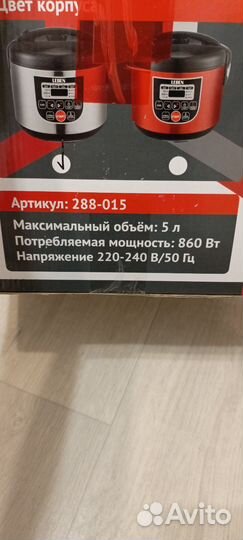 Цвет корпуса
LEBEN
LEBEN
Артикул: 288-015
Максимальный объём: 5 л
Потребляемая мощность: 860 Вт
Напряжение 220-240 В/50 Гц
Avito